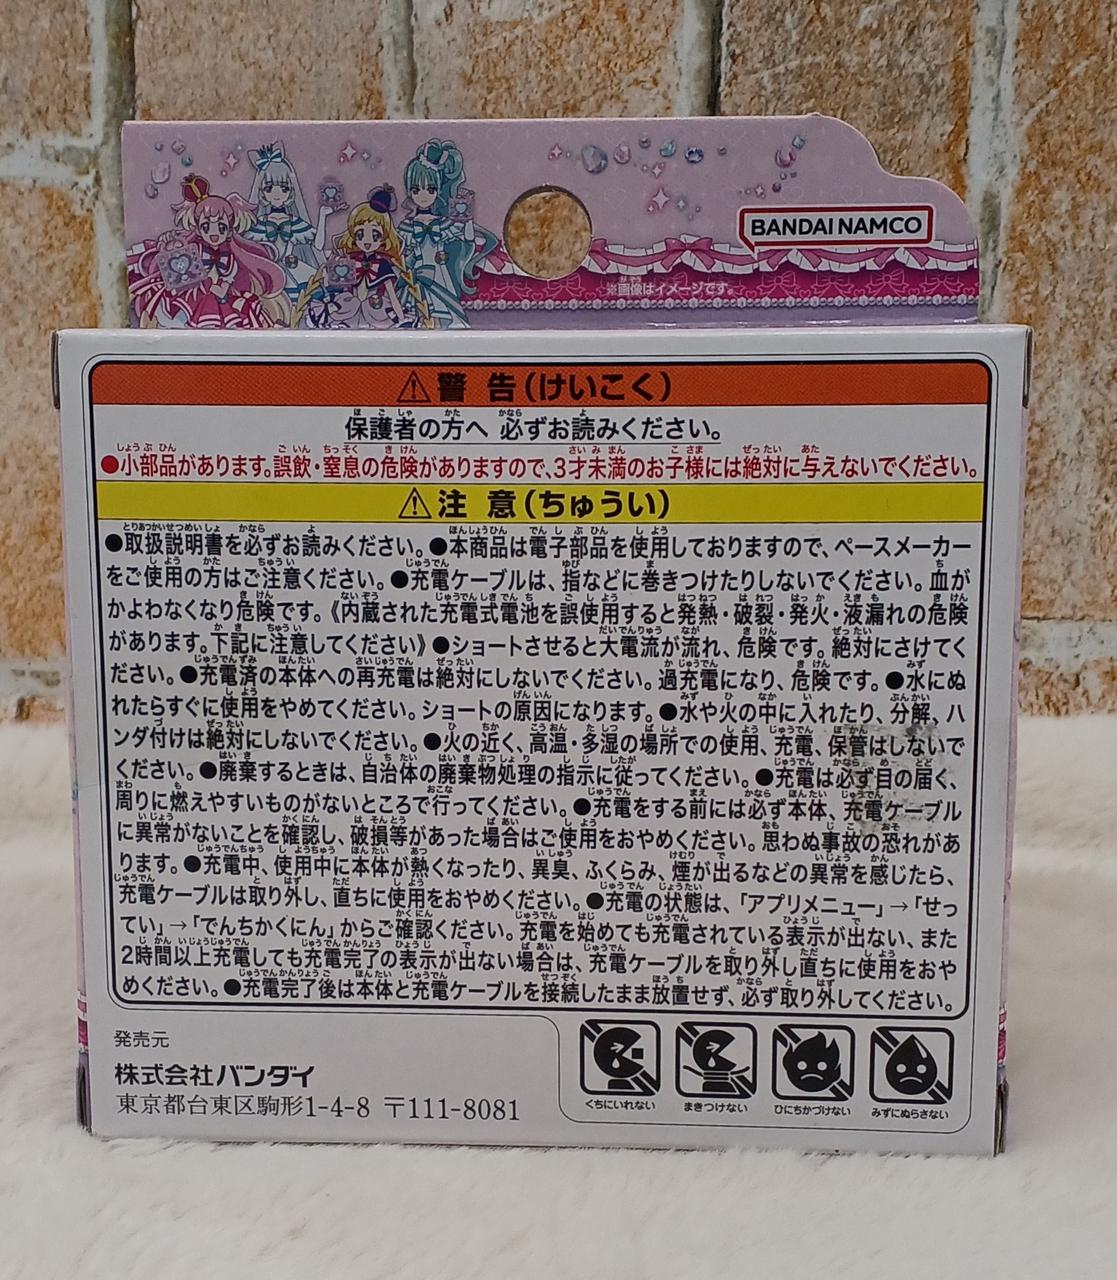 BANDAI NAMCO
※画像はイメージです。
⚠警 告(けいこく)
保護者の方へ 必ずお読みください。
●小部品があります。誤飲・窒息の危険がありますので、3才未満のお子様には絶対に与えないでください。
⚠注 意(ちゅうい)
●取扱説明書を必ずお読みください。●本商品は電子部品を使用しておりますので、ペースメーカー
をご使用の方はご注意ください。●充電ケーブルは、指などに巻きつけたりしないでください。血が
かよわなくなり危険です。《内蔵された充電式電池を誤使用すると発熱・破裂・発火・液漏れの危険
があります。下記に注意してください》●ショートさせると大電流が流れ、危険です。絶対にさけてく
ださい。●充電済の本体への再充電は絶対にしないでください。過充電になり、危険です。●水にぬ
れたらすぐに使用をやめてください。ショートの原因になります。●水や火の中に入れたり、分解、ハ
ンダ付けは絶対にしないでください。●火の近く、高温・多湿の場所での使用、充電、保管はしないで
ください。●廃棄するときは、自治体の廃棄物処理の指示に従ってください。●充電は必ず目の届く、
周りに燃えやすいものがないところで行ってください。●充電をする前には必ず本体、充電ケーブル
に異常がないことを確認し、破損等があった場合はご使用をおやめください。思わぬ事故の恐れがあ
ります。●充電中、使用中に本体が熱くなったり、異臭、ふくらみ、煙が出るなどの異常を感じたら、
充電ケーブルは取り外し、直ちに使用をおやめください。●充電の状態は、「アプリメニュー」→「せっ
てい」→「でんちかくにん」からご確認ください。充電を始めても充電されている表示が出ない、また
2時間以上充電しても充電完了の表示が出ない場合は、充電ケーブルを取り外し直ちに使用をおや
めください。●充電完了後は本体と充電ケーブルを接続したまま放置せず、必ず取り外してください。
発売元
株式会社バンダイ
東京都台東区駒形1-4-8 〒111-8081
くちにいれない
まきつけない
ひにちかづけない
みずにぬらさない